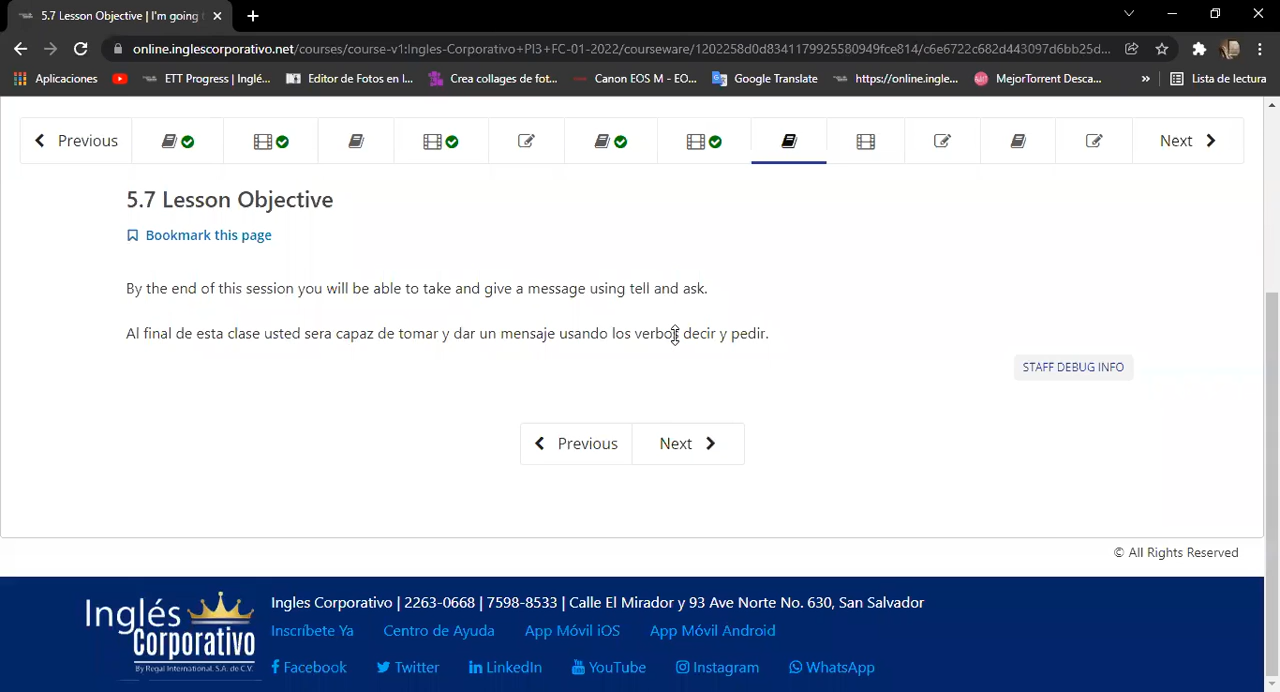 5.7 Lesson Objective | I'm going
online.inglescorporativo.net/courses/course-v1:Ingles-Corporativo+PI3+FC-01-2022/courseware/1202258d0d8341179925580949fce814/c6e6722c682d443097d6bb25d...
Aplicaciones ETT Progress | Inglé... Editor de Fotos en l... Crea collages de fot... Canon EOS M - EO... Google Translate https://online.ingle... MejorTorrent Desca... » Lista de lectura
Previous Next
5.7 Lesson Objective
Bookmark this page
By the end of this session you will be able to take and give a message using tell and ask.
Al final de esta clase usted sera capaz de tomar y dar un mensaje usando los verbos decir y pedir.
STAFF DEBUG INFO
Previous Next
© All Rights Reserved
Inglés Corporativo
By Regal International, S.A. de C.V.
Ingles Corporativo | 2263-0668 | 7598-8533 | Calle El Mirador y 93 Ave Norte No. 630, San Salvador
Inscríbete Ya Centro de Ayuda App Móvil iOS App Móvil Android
Facebook Twitter LinkedIn YouTube Instagram WhatsApp